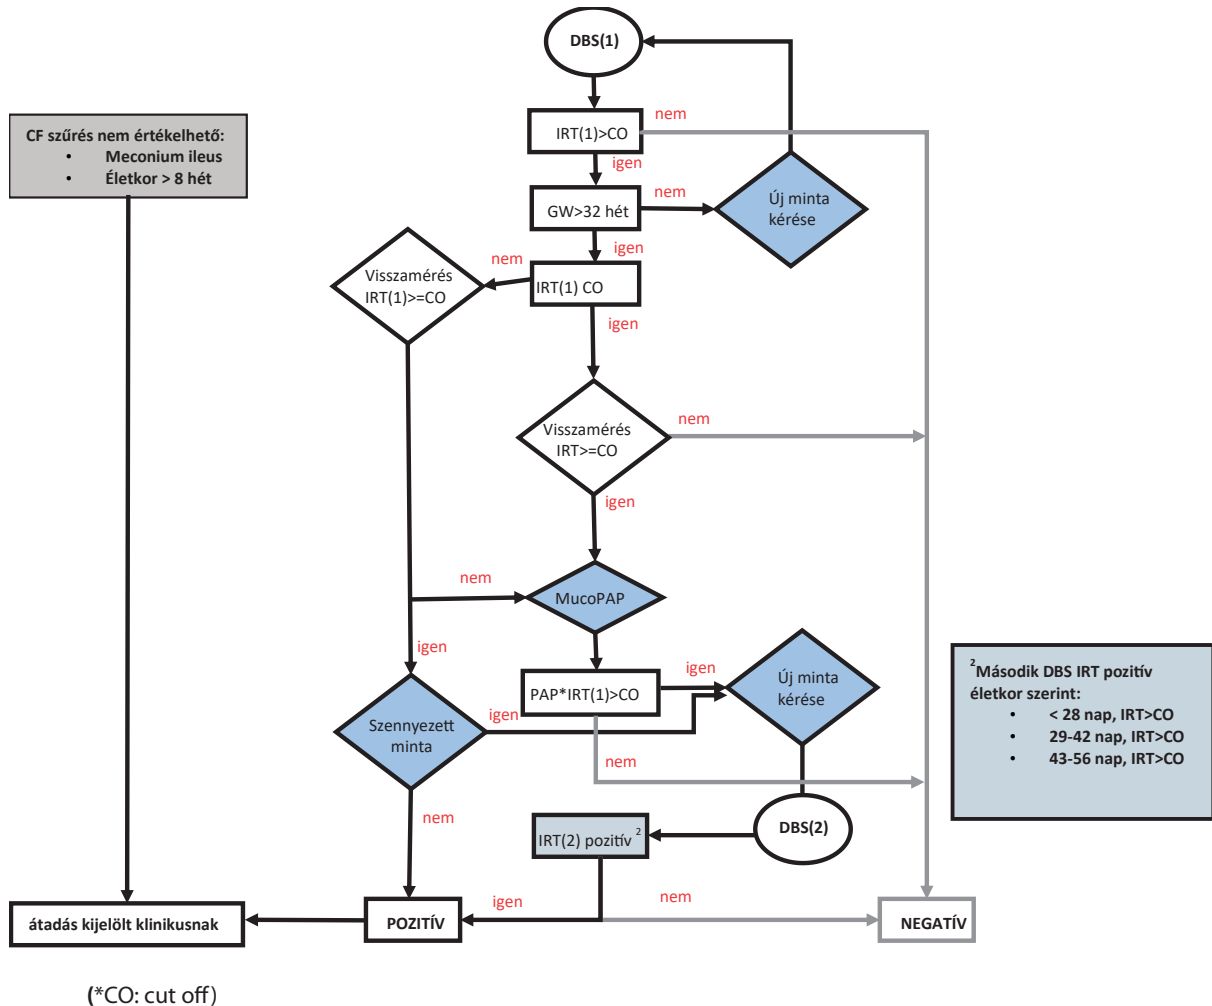 DBS(1)
IRT(1)>CO
nem
igen
CF szűrés nem értékelhető:
• Meconium ileus
• Életkor > 8 hét
GW>32 hét
nem
Új minta
kérése
igen
nem
Visszamérés
IRT(1)>=CO
IRT(1) CO
igen
Visszamérés
IRT>=CO
nem
igen
nem
MucoPAP
igen
PAP*IRT(1)>CO
igen
Új minta
kérése
Szennyezett
minta
igen
nem
nem
²Második DBS IRT pozitív
életkor szerint:
• < 28 nap, IRT>CO
• 29-42 nap, IRT>CO
• 43-56 nap, IRT>CO
DBS(2)
IRT(2) pozitív ²
igen
nem
átadás kijelölt klinikusnak
POZITÍV
NEGATÍV
(*CO: cut off)